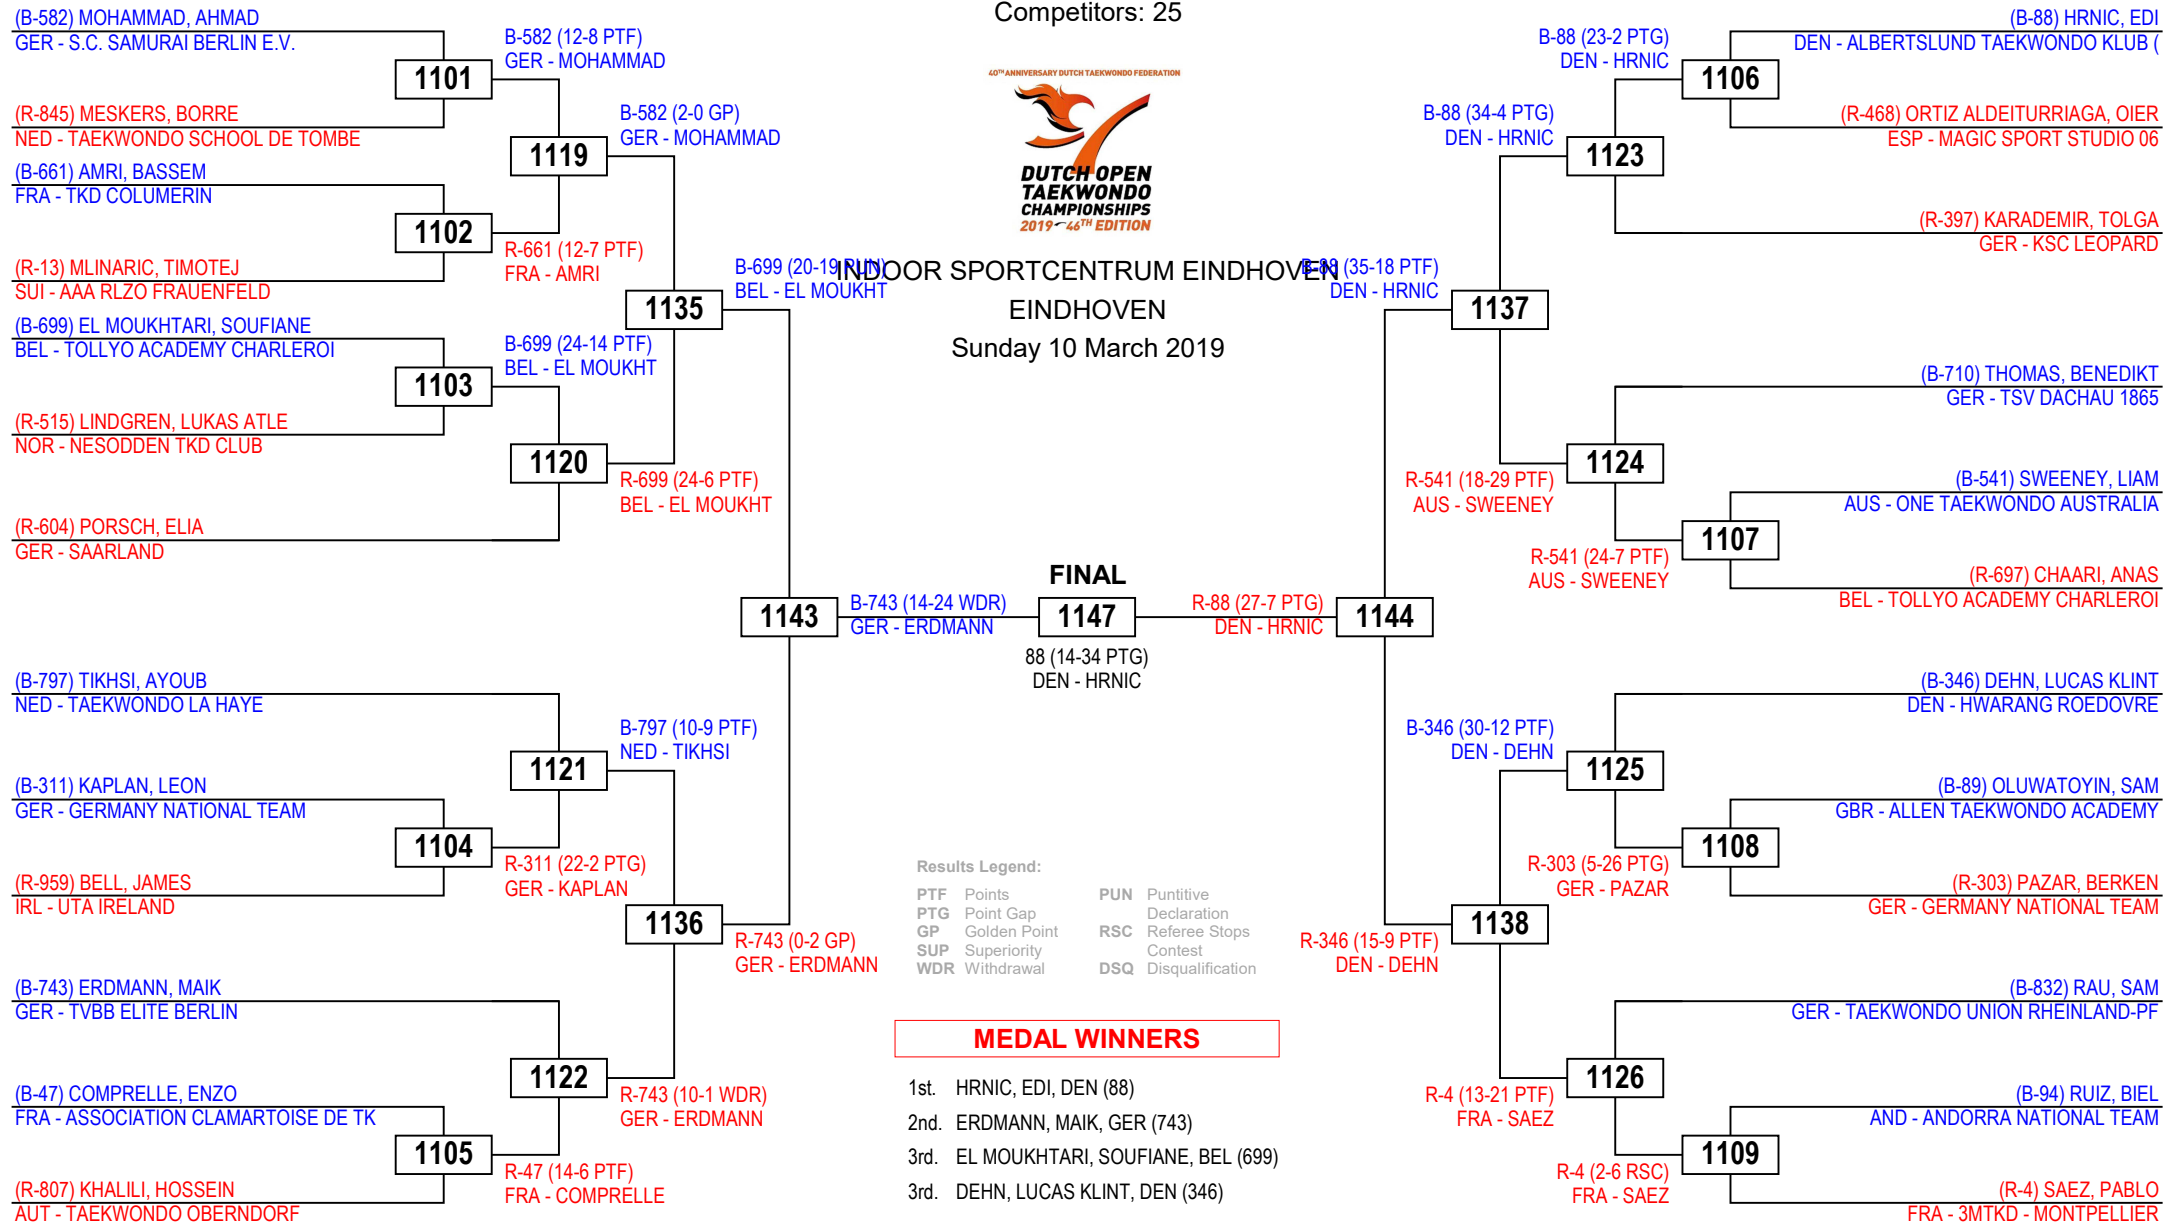 Competitors: 25
40TH ANNIVERSARY DUTCH TAEKWONDO FEDERATION
DUTCH OPEN
TAEKWONDO
CHAMPIONSHIPS
2019 46TH EDITION
INDOOR SPORTCENTRUM EINDHOVEN
EINDHOVEN
Sunday 10 March 2019
(B-582) MOHAMMAD, AHMAD
GER - S.C. SAMURAI BERLIN E.V.
1101
(R-845) MESKERS, BORRE
NED - TAEKWONDO SCHOOL DE TOMBE
B-582 (12-8 PTF)
GER - MOHAMMAD
(B-661) AMRI, BASSEM
FRA - TKD COLUMERIN
1102
(R-13) MLINARIC, TIMOTEJ
SUI - AAA RLZO FRAUENFELD
R-661 (12-7 PTF)
FRA - AMRI
1119
B-582 (2-0 GP)
GER - MOHAMMAD
(B-699) EL MOUKHTARI, SOUFIANE
BEL - TOLLYO ACADEMY CHARLEROI
1103
(R-515) LINDGREN, LUKAS ATLE
NOR - NESODDEN TKD CLUB
B-699 (24-14 PTF)
BEL - EL MOUKHT
1120
(R-604) PORSCH, ELIA
GER - SAARLAND
R-699 (24-6 PTF)
BEL - EL MOUKHT
1135
B-699 (20-19 PUN)
BEL - EL MOUKHT
(B-797) TIKHSI, AYOUB
NED - TAEKWONDO LA HAYE
1121
B-797 (10-9 PTF)
NED - TIKHSI
(B-311) KAPLAN, LEON
GER - GERMANY NATIONAL TEAM
1104
(R-959) BELL, JAMES
IRL - UTA IRELAND
R-311 (22-2 PTG)
GER - KAPLAN
1136
R-743 (0-2 GP)
GER - ERDMANN
(B-743) ERDMANN, MAIK
GER - TVBB ELITE BERLIN
1122
R-743 (10-1 WDR)
GER - ERDMANN
(B-47) COMPRELLE, ENZO
FRA - ASSOCIATION CLAMARTOISE DE TK
1105
(R-807) KHALILI, HOSSEIN
AUT - TAEKWONDO OBERNDORF
R-47 (14-6 PTF)
FRA - COMPRELLE
1143
B-743 (14-24 WDR)
GER - ERDMANN
FINAL
1147
88 (14-34 PTG)
DEN - HRNIC
R-88 (27-7 PTG)
DEN - HRNIC
1144
(B-88) HRNIC, EDI
DEN - ALBERTSLUND TAEKWONDO KLUB (
B-88 (23-2 PTG)
DEN - HRNIC
1106
(R-468) ORTIZ ALDEITURRIAGA, OIER
ESP - MAGIC SPORT STUDIO 06
B-88 (34-4 PTG)
DEN - HRNIC
1123
(R-397) KARADEMIR, TOLGA
GER - KSC LEOPARD
B-88 (35-18 PTF)
DEN - HRNIC
1137
(B-710) THOMAS, BENEDIKT
GER - TSV DACHAU 1865
1124
R-541 (18-29 PTF)
AUS - SWEENEY
(B-541) SWEENEY, LIAM
AUS - ONE TAEKWONDO AUSTRALIA
1107
R-541 (24-7 PTF)
AUS - SWEENEY
(R-697) CHAARI, ANAS
BEL - TOLLYO ACADEMY CHARLEROI
(B-346) DEHN, LUCAS KLINT
DEN - HWARANG ROEDOVRE
B-346 (30-12 PTF)
DEN - DEHN
1125
(B-89) OLUWATOYIN, SAM
GBR - ALLEN TAEKWONDO ACADEMY
1108
R-303 (5-26 PTG)
GER - PAZAR
(R-303) PAZAR, BERKEN
GER - GERMANY NATIONAL TEAM
1138
R-346 (15-9 PTF)
DEN - DEHN
(B-832) RAU, SAM
GER - TAEKWONDO UNION RHEINLAND-PF
1126
R-4 (13-21 PTF)
FRA - SAEZ
(B-94) RUIZ, BIEL
AND - ANDORRA NATIONAL TEAM
1109
R-4 (2-6 RSC)
FRA - SAEZ
(R-4) SAEZ, PABLO
FRA - 3MTKD - MONTPELLIER
Results Legend:
PTF Points
PTG Point Gap
GP Golden Point
SUP Superiority
WDR Withdrawal
PUN Puntitive
Declaration
RSC Referee Stops
Contest
DSQ Disqualification
MEDAL WINNERS
1st. HRNIC, EDI, DEN (88)
2nd. ERDMANN, MAIK, GER (743)
3rd. EL MOUKHTARI, SOUFIANE, BEL (699)
3rd. DEHN, LUCAS KLINT, DEN (346)